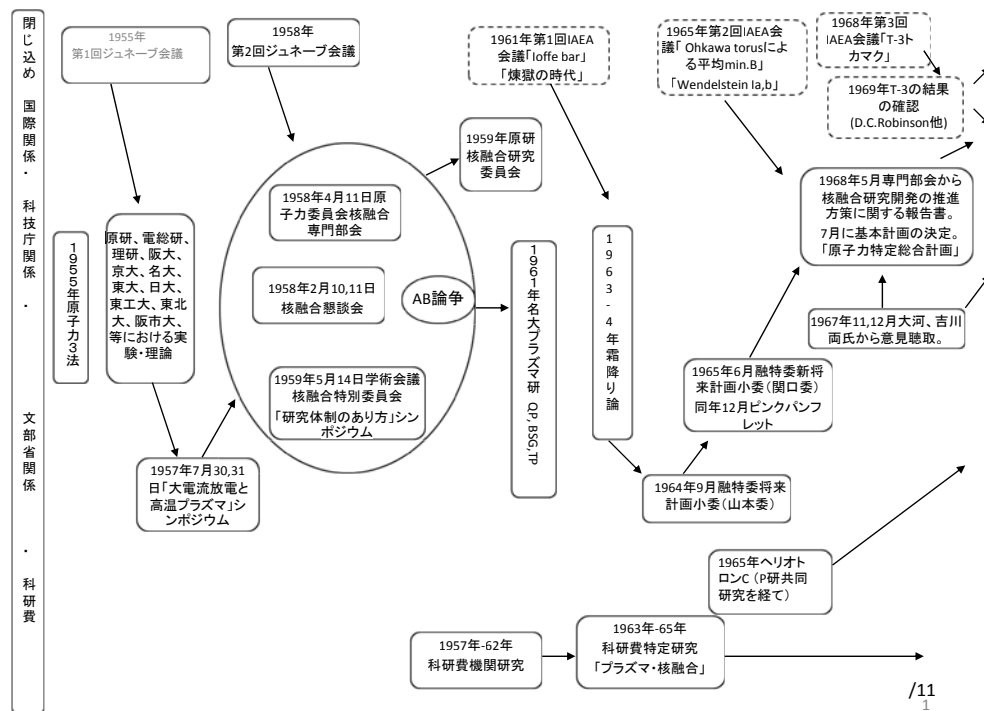 閉じ込め 国際関係・ 科技庁関係 ・ 文部省関係 ・ 科研費
1955年
第1回ジュネーブ会議
1958年
第2回ジュネーブ会議
1961年第1回IAEA
会議「Ioffe bar」
「煉獄の時代」
1965年第2回IAEA会
議「 Ohkawa torusによ
る平均min.B」
「Wendelstein Ia,b」
1968年第3回
IAEA会議「T-3ト
カマク」
1969年T-3の結果
の確認
(D.C.Robinson他)
1955年原子力3法
原研、電総研、
理研、阪大、
京大、名大、
東大、日大、
東工大、東北
大、阪市大、
等における実
験・理論
1957年7月30,31
日「大電流放電と
高温プラズマ」シ
ンポジウム
1958年4月11日原
子力委員会核融合
専門部会
1958年2月10,11日
核融合懇談会
AB論争
1959年5月14日学術会議
核融合特別委員会
「研究体制のあり方」シン
ポジウム
1959年原研
核融合研究
委員会
1961年名大プラズマ研 QP, BSG,TP
1963-4年霜降り論
1964年9月融特委将来
計画小委（山本委）
1965年6月融特委新将
来計画小委（関口委）
同年12月ピンクパンフ
レット
1968年5月専門部会から
核融合研究開発の推進
方策に関する報告書。
7月に基本計画の決定。
「原子力特定総合計画」
1967年11,12月大河、吉川
両氏から意見聴取。
1965年ヘリオト
ロンC （P研共同
研究を経て）
1957年-62年
科研費機関研究
1963年-65年
科研費特定研究
「プラズマ・核融合」
/11
1